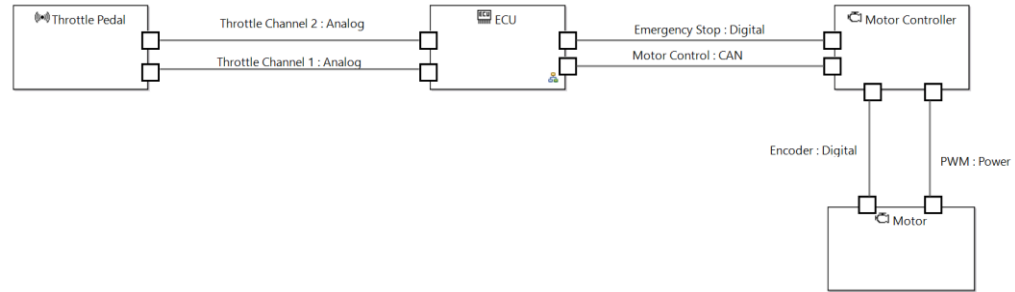 Throttle Pedal
Throttle Channel 2 : Analog
Throttle Channel 1 : Analog
ECU
ECU
Emergency Stop : Digital
Motor Control : CAN
Motor Controller
Encoder : Digital
PWM : Power
Motor